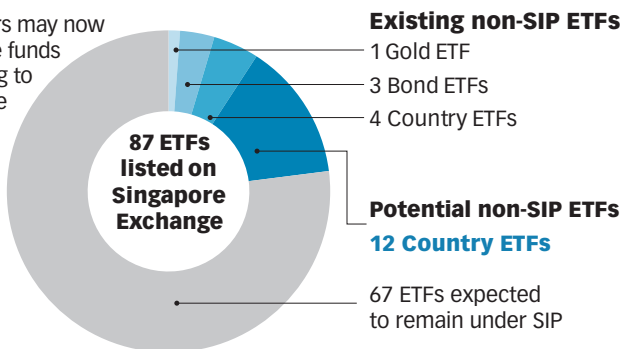 rs may now
funds
g to
87 ETFs
listed on
Singapore
Exchange
Existing non-SIP ETFs
1 Gold ETF
3 Bond ETFs
4 Country ETFs
Potential non-SIP ETFs
12 Country ETFs
67 ETFs expected
to remain under SIP